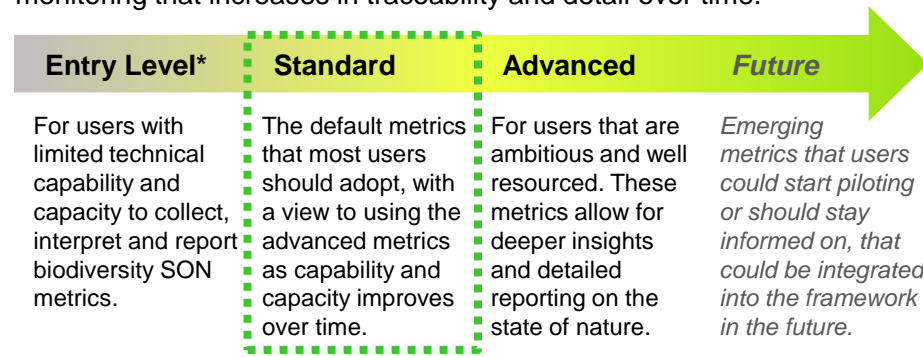 monitoring that increases in traceability and detail over time.
Entry Level*
Standard
Advanced
Future
For users with
limited technical
capability and
capacity to collect,
interpret and report
biodiversity SON
metrics.
The default metrics
that most users
should adopt, with
a view to using the
advanced metrics
as capability and
capacity improves
over time.
For users that are
ambitious and well
resourced. These
metrics allow for
deeper insights
and detailed
reporting on the
state of nature.
Emerging
metrics that users
could start piloting
or should stay
informed on, that
could be integrated
into the framework
in the future.